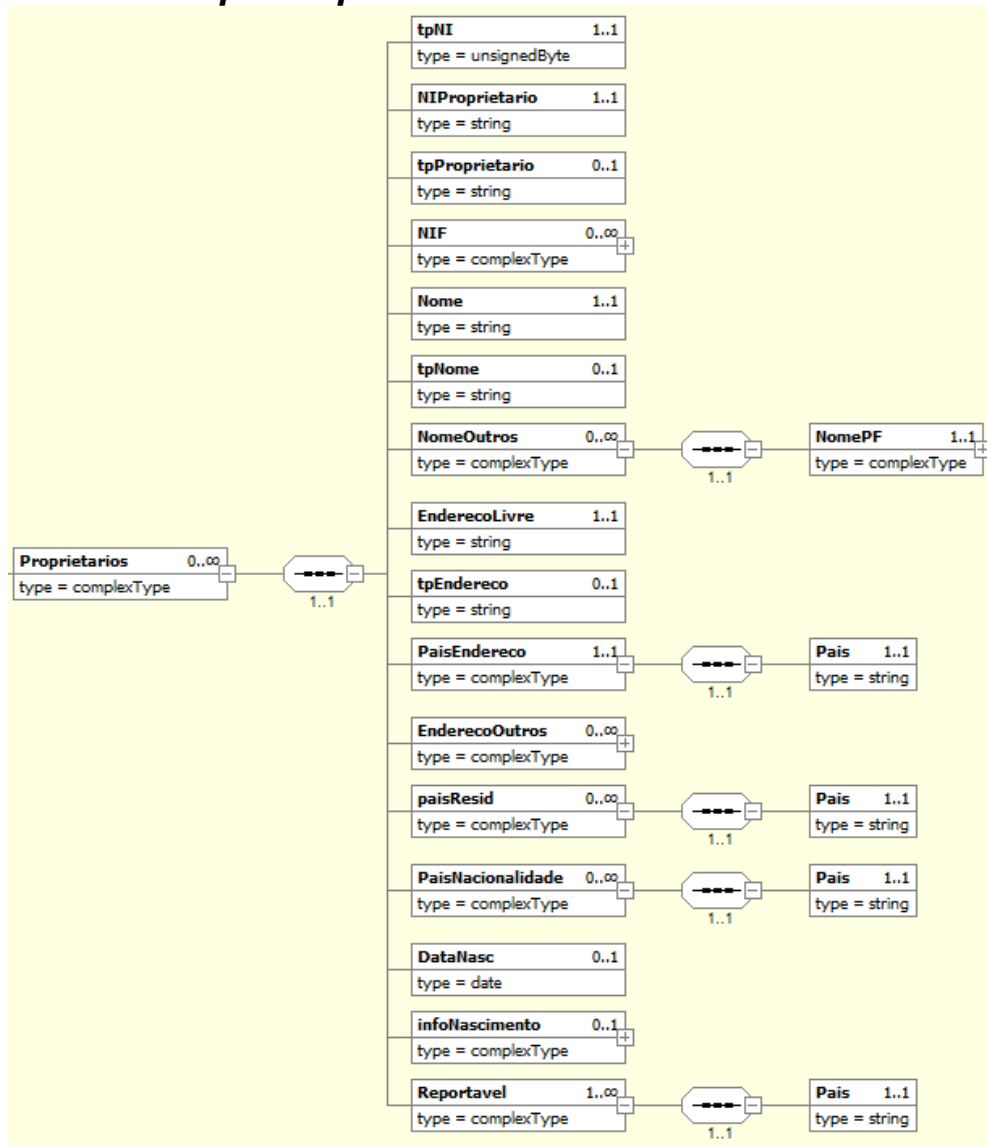 tpNI 1..1
type = unsignedByte
NIProprietario 1..1
type = string
tpProprietario 0..1
type = string
NIF 0..∞
type = complexType
Nome 1..1
type = string
tpNome 0..1
type = string
NomeOutros 0..∞
type = complexType
1..1
NomePF 1..1
type = complexType
EnderecoLivre 1..1
type = string
Proprietarios 0..∞
type = complexType
1..1
tpEndereco 0..1
type = string
PaisEndereco 1..1
type = complexType
1..1
Pais 1..1
type = string
EnderecoOutros 0..∞
type = complexType
paisResid 0..∞
type = complexType
1..1
Pais 1..1
type = string
PaisNacionalidade 0..∞
type = complexType
1..1
Pais 1..1
type = string
DataNasc 0..1
type = date
infoNascimento 0..1
type = complexType
Reportavel 1..∞
type = complexType
1..1
Pais 1..1
type = string